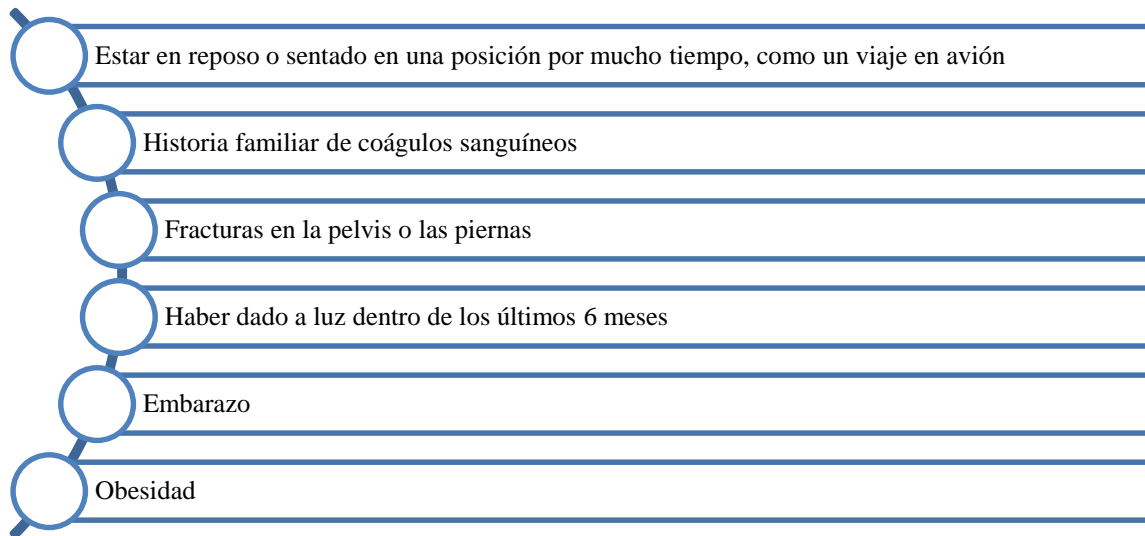 Estar en reposo o sentado en una posición por mucho tiempo, como un viaje en avión
Historia familiar de coágulos sanguíneos
Fracturas en la pelvis o las piernas
Haber dado a luz dentro de los últimos 6 meses
Embarazo
Obesidad